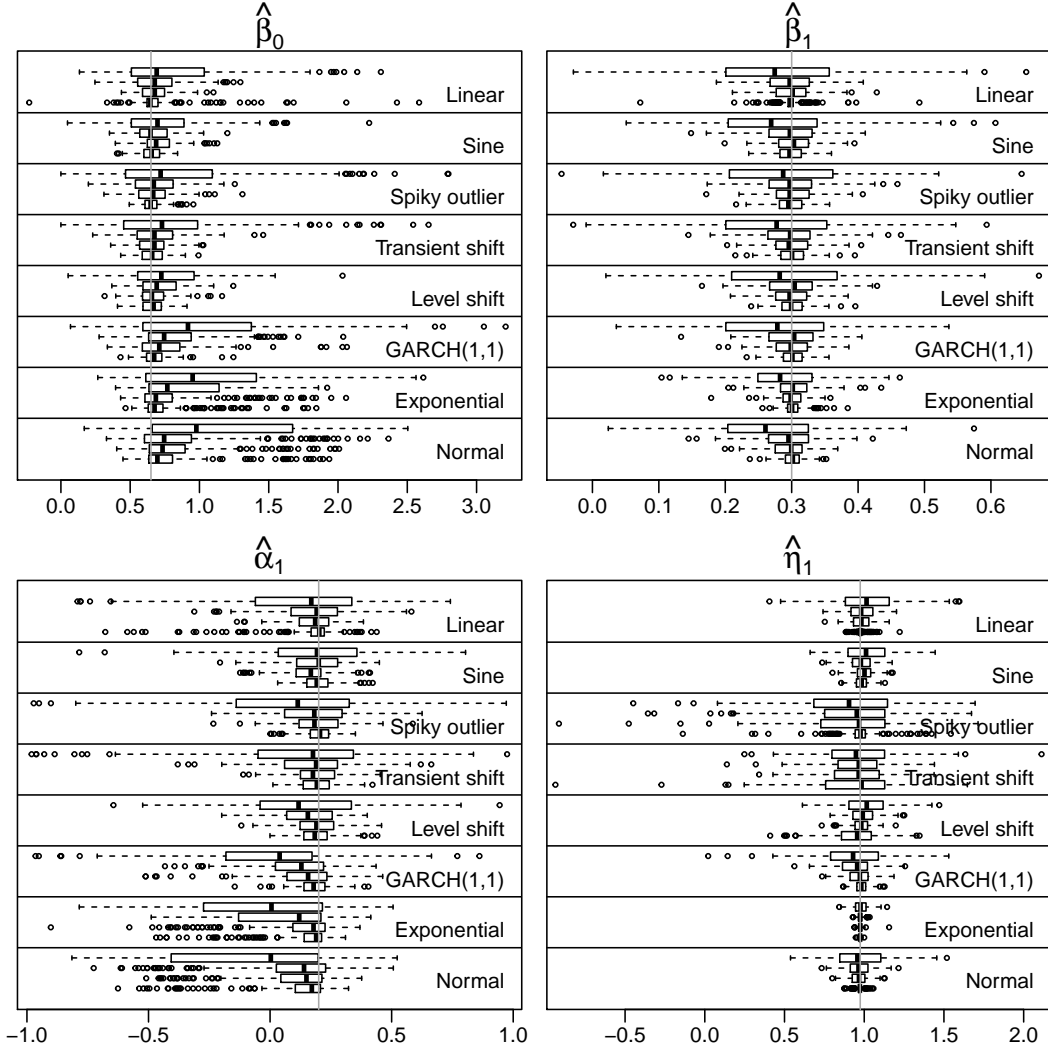 β̂₀
Linear
Sine
Spiky outlier
Transient shift
Level shift
GARCH(1,1)
Exponential
Normal
0.0 0.5 1.0 1.5 2.0 2.5 3.0
β̂₁
Linear
Sine
Spiky outlier
Transient shift
Level shift
GARCH(1,1)
Exponential
Normal
0.0 0.1 0.2 0.3 0.4 0.5 0.6
α̂₁
Linear
Sine
Spiky outlier
Transient shift
Level shift
GARCH(1,1)
Exponential
Normal
−1.0 −0.5 0.0 0.5 1.0
η̂₁
Linear
Sine
Spiky outlier
Transient shift
Level shift
GARCH(1,1)
Exponential
Normal
−0.5 0.0 0.5 1.0 1.5 2.0